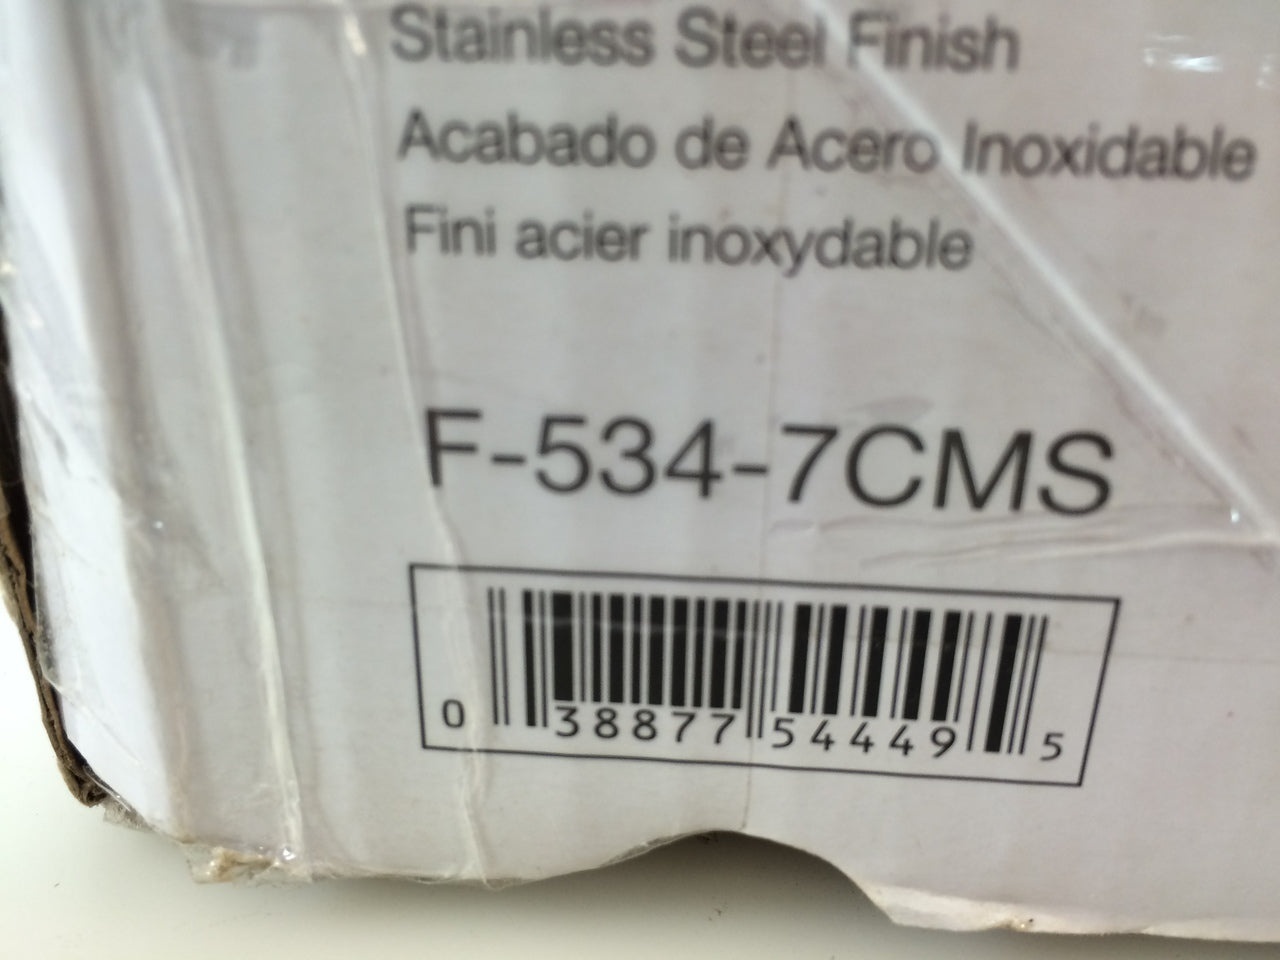 Stainless Steel Finish
Acabado de Acero Inoxidable
Fini acier inoxydable
F-534-7CMS
0 38877 54449 5